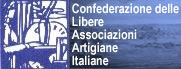 Confederazione delle
Libere
Associazioni
Artigiane
Italiane